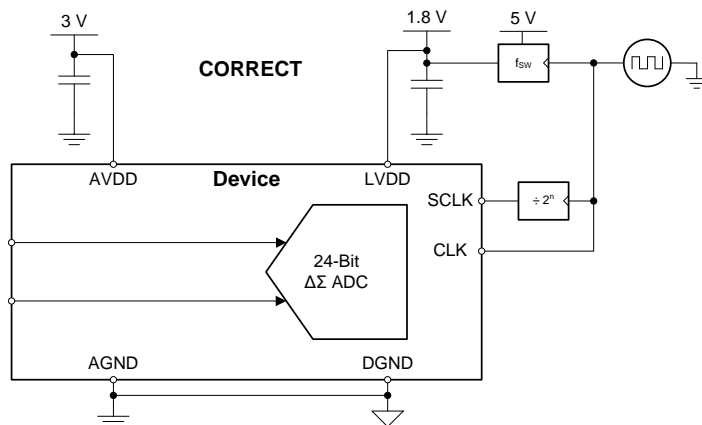 3 V
1.8 V
5 V
CORRECT
fSW
AVDD
Device
LVDD
SCLK
÷ 2ⁿ
CLK
24-Bit
ΔΣ ADC
AGND
DGND